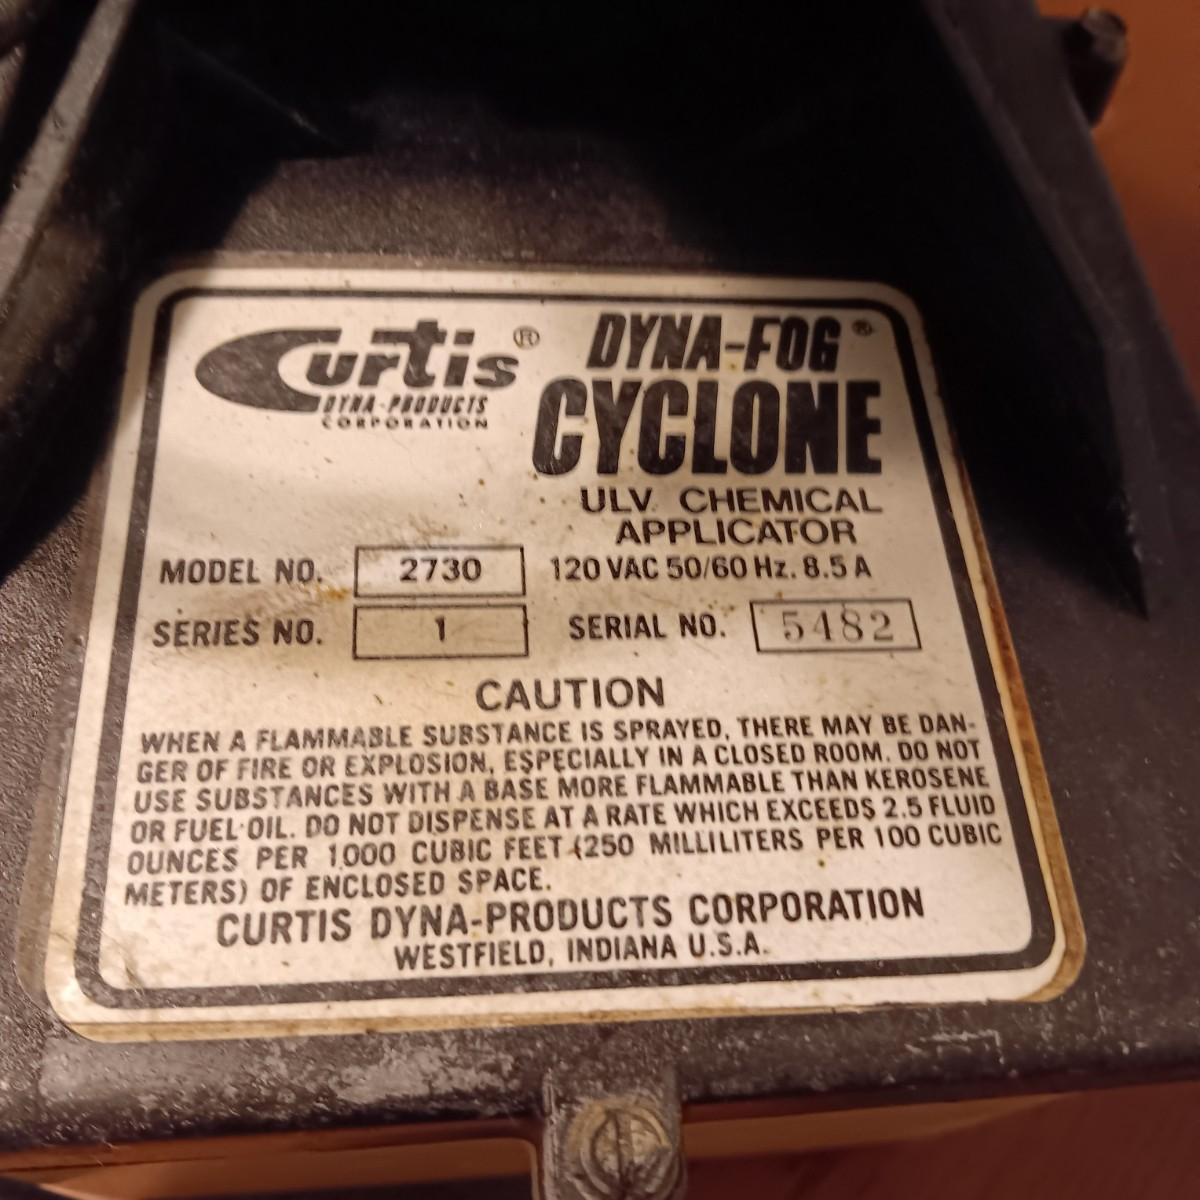 Curtis®
DYNA-PRODUCTS
CORPORATION
DYNA-FOG®
CYCLONE
ULV. CHEMICAL
APPLICATOR
MODEL NO. 2730 120 VAC 50/60 Hz. 8.5 A
SERIES NO. 1 SERIAL NO. 5482
CAUTION
WHEN A FLAMMABLE SUBSTANCE IS SPRAYED, THERE MAY BE DAN-
GER OF FIRE OR EXPLOSION, ESPECIALLY IN A CLOSED ROOM. DO NOT
USE SUBSTANCES WITH A BASE MORE FLAMMABLE THAN KEROSENE
OR FUEL OIL. DO NOT DISPENSE AT A RATE WHICH EXCEEDS 2.5 FLUID
OUNCES PER 1000 CUBIC FEET (250 MILLILITERS PER 100 CUBIC
METERS) OF ENCLOSED SPACE.
CURTIS DYNA-PRODUCTS CORPORATION
WESTFIELD, INDIANA U.S.A.